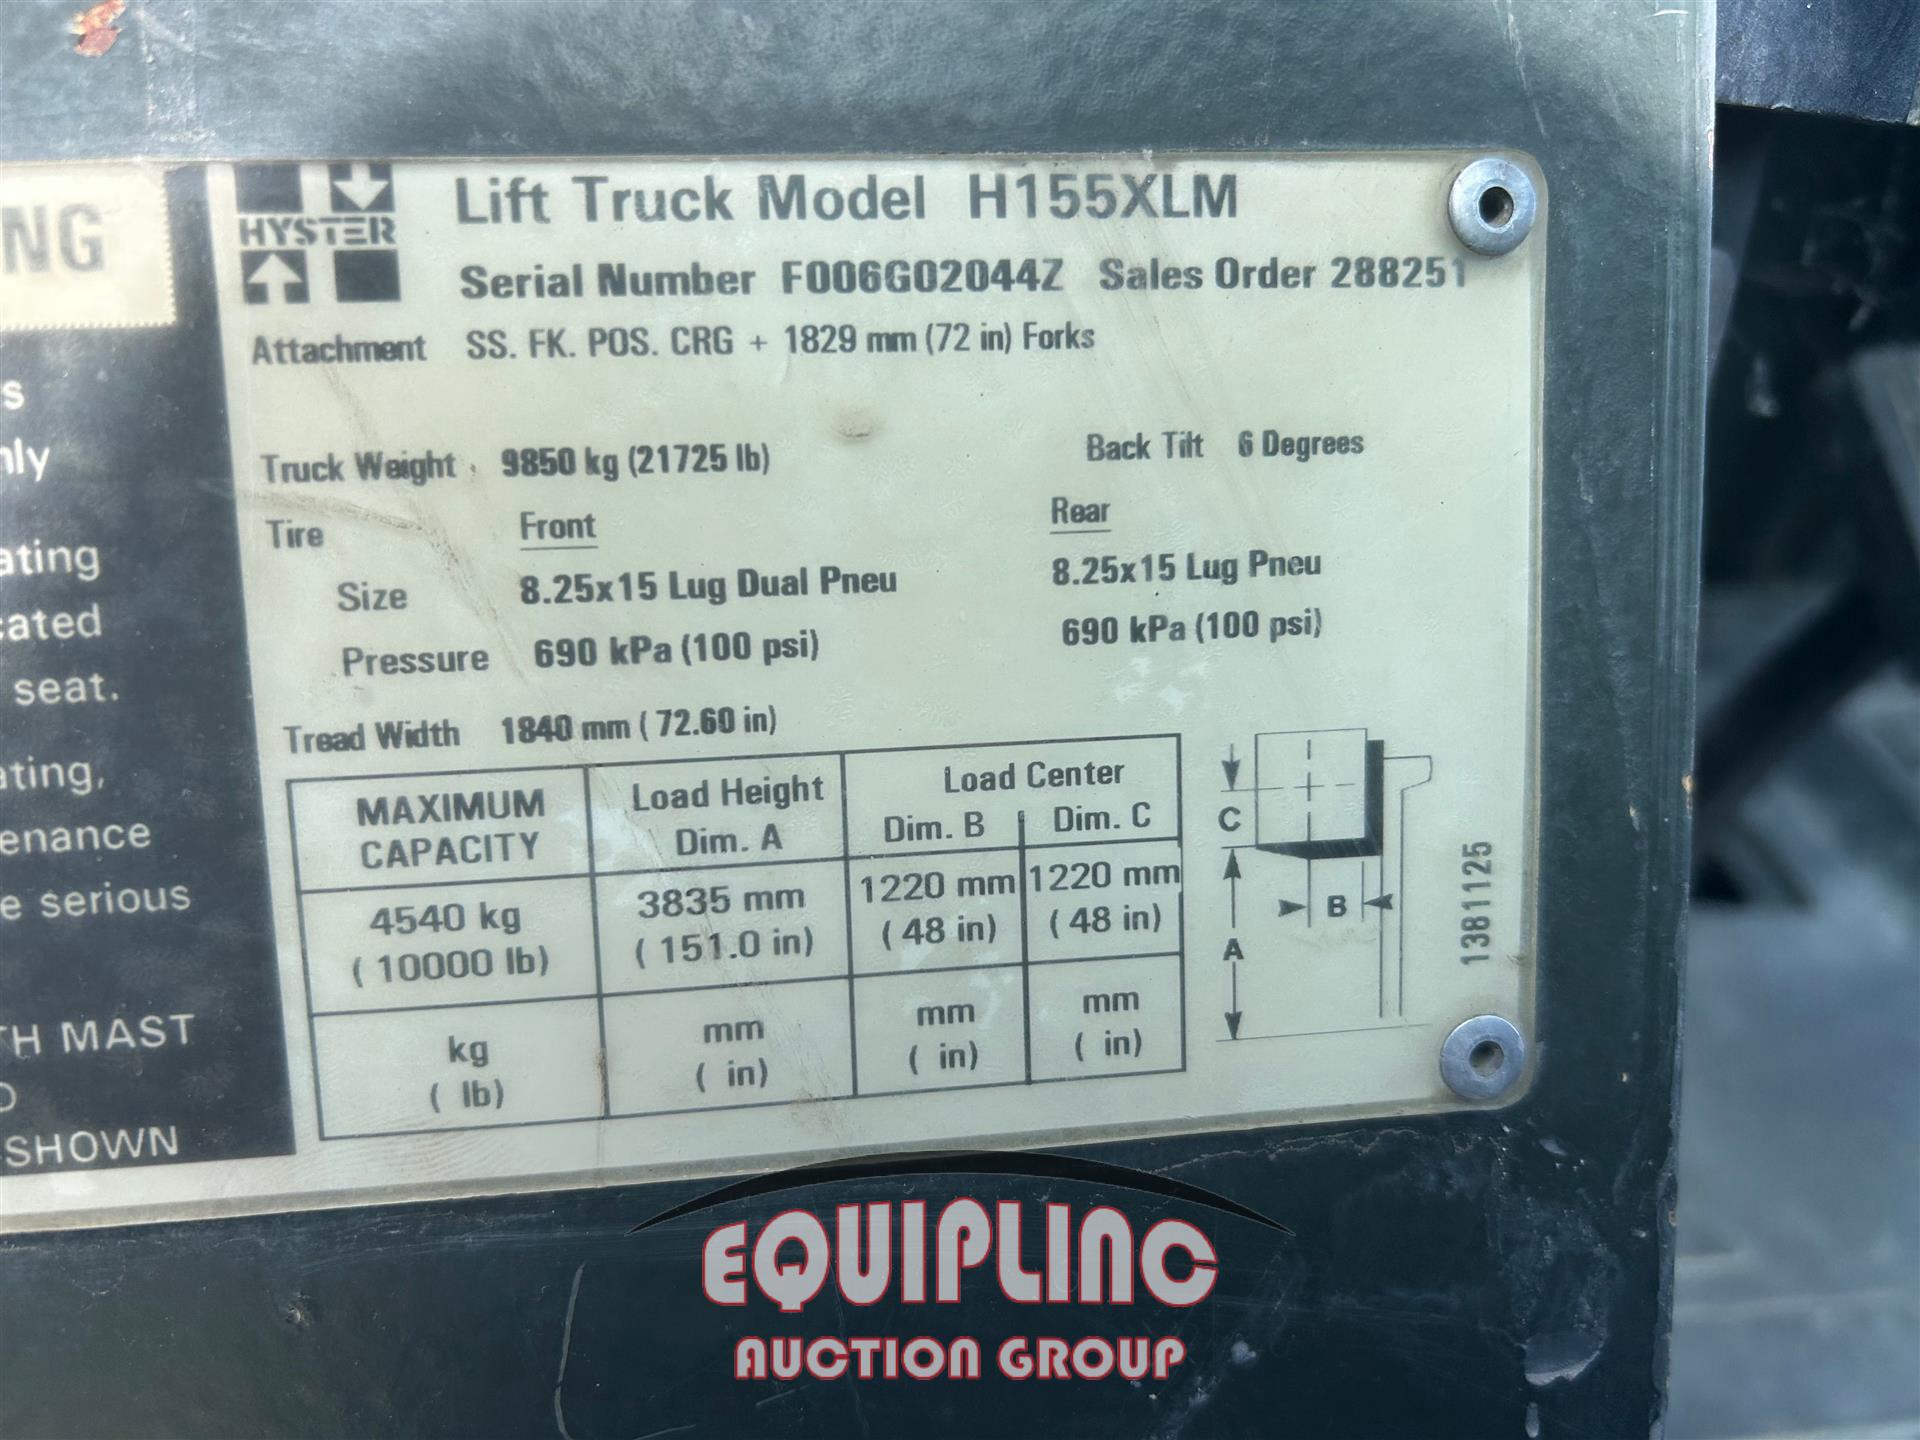 NG
s
nly
ating
cated
seat.
ating,
enance
e serious
TH MAST
D
SHOWN
HYSTER
Lift Truck Model H155XLM
Serial Number F006G02044Z Sales Order 288251
Attachment SS. FK. POS. CRG + 1829 mm (72 in) Forks
Truck Weight 9850 kg (21725 lb) Back Tilt 6 Degrees
Tire Front Rear
Size 8.25x15 Lug Dual Pneu 8.25x15 Lug Pneu
Pressure 690 kPa (100 psi) 690 kPa (100 psi)
Tread Width 1840 mm ( 72.60 in)
MAXIMUM CAPACITY Load Height Dim. A Load Center Dim. B Dim. C
4540 kg 3835 mm 1220 mm 1220 mm
( 10000 lb) ( 151.0 in) ( 48 in) ( 48 in)
kg mm mm mm
( lb) ( in) ( in) ( in)
C
B
A
1381125
EQUIPLINC
AUCTION GROUP